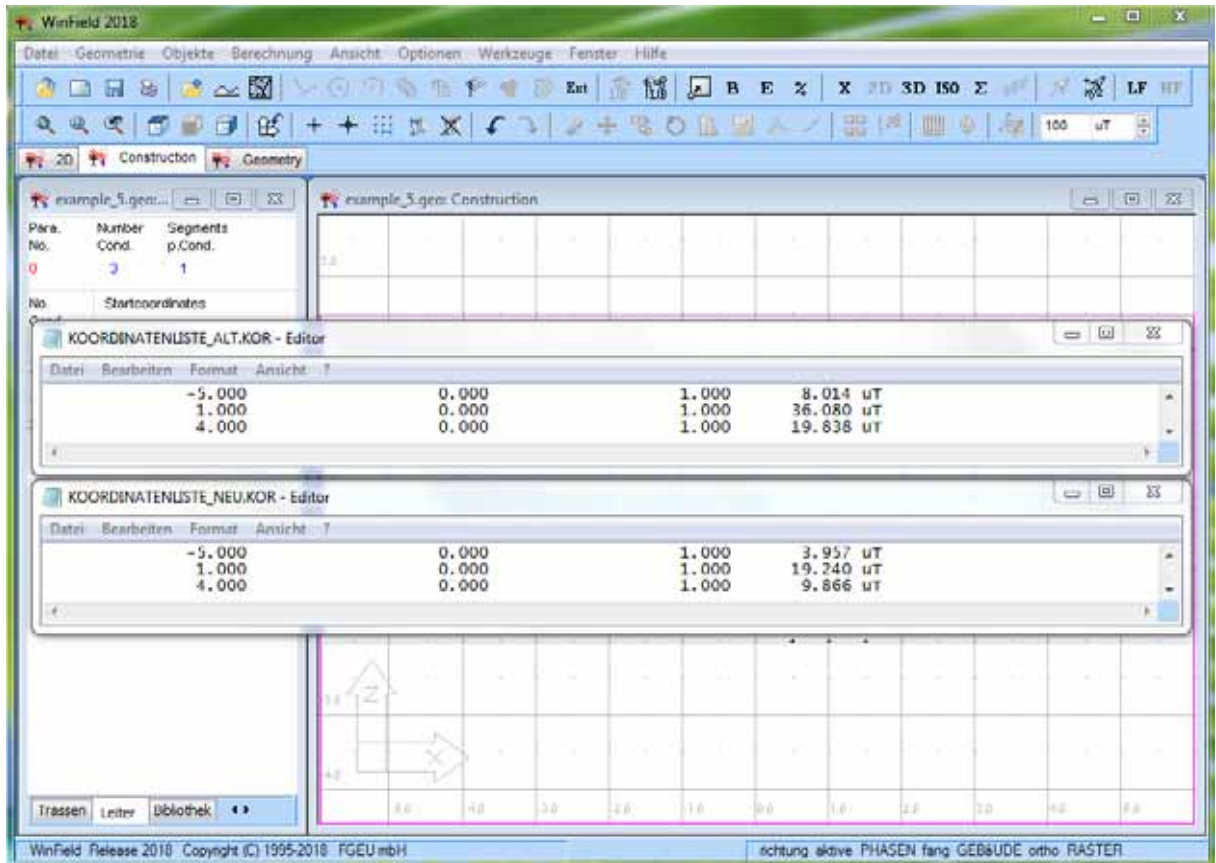 WinField 2018
Datei Geometrie Objekte Berechnung Ansicht Optionen Werkzeuge Fenster Hilfe
Ext B E % X 2D 3D ISO Σ LF HF
100 uT
2D Construction Geometry
example_5.geo:...
example_5.geo: Construction
Para. Number Segments
No. Cond. p.Cond.
0 3 1
No. Startcoordinates
KOORDINATENLISTE_ALT.KOR - Editor
Datei Bearbeiten Format Ansicht ?
-5.000 0.000 1.000 8.014 uT
1.000 0.000 1.000 36.080 uT
4.000 0.000 1.000 19.838 uT
KOORDINATENLISTE_NEU.KOR - Editor
Datei Bearbeiten Format Ansicht ?
-5.000 0.000 1.000 3.957 uT
1.000 0.000 1.000 19.240 uT
4.000 0.000 1.000 9.866 uT
Z
X
Trassen Leiter Bibliothek
WinField Release 2018 Copyright (C) 1995-2018 FGEU mbH
richtung aktive PHASEN fang GEBÄUDE ortho RASTER